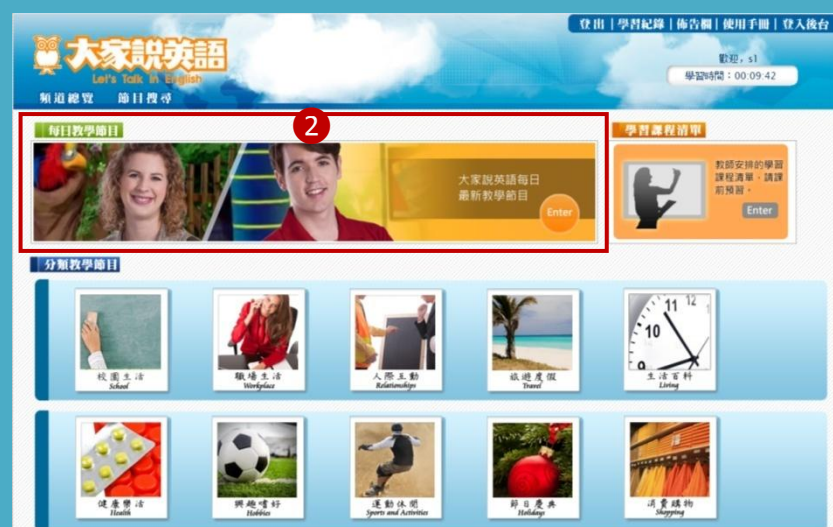 登出 | 學習紀錄 | 佈告欄 | 使用手冊 | 登入後台
大家說英語
Let's Talk in English
歡迎，s1
學習時間：00:09:42
頻道總覽 節目搜尋
每日教學節目
2
學習課程清單
大家說英語每日
最新教學節目
Enter
教師安排的學習
課程清單，請課
前預習。
Enter
分類教學節目
校園生活
School
職場生活
Workplace
人際互動
Relationships
旅遊度假
Travel
11 12
10
9
生活百科
Living
健康樂活
Health
興趣嗜好
Hobbies
運動休閒
Sports and Activities
節日慶典
Holidays
消費購物
Shopping